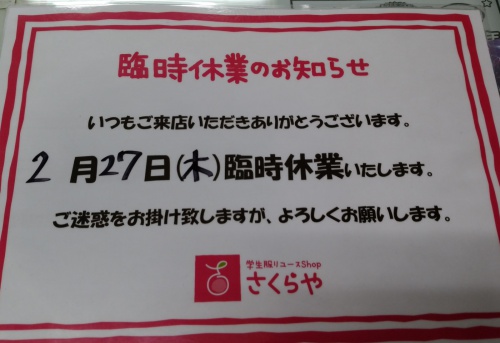 臨時休業のお知らせ
いつもご来店いただきありがとうございます。
2月27日(木)臨時休業いたします。
ご迷惑をお掛け致しますが、よろしくお願いします。
学生服リユースShop
さくらや